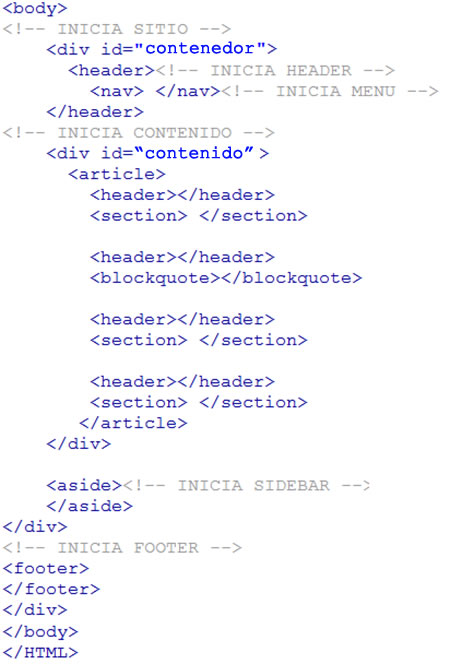 <body>
<!-- INICIA SITIO -->
<div id="contenedor">
<header><!-- INICIA HEADER -->
<nav> </nav><!-- INICIA MENU -->
</header>
<!-- INICIA CONTENIDO -->
<div id=“contenido” >
<article>
<header></header>
<section> </section>
<header></header>
<blockquote></blockquote>
<header></header>
<section> </section>
<header></header>
<section> </section>
</article>
</div>
<aside><!-- INICIA SIDEBAR -->
</aside>
</div>
<!-- INICIA FOOTER -->
<footer>
</footer>
</div>
</body>
</HTML>